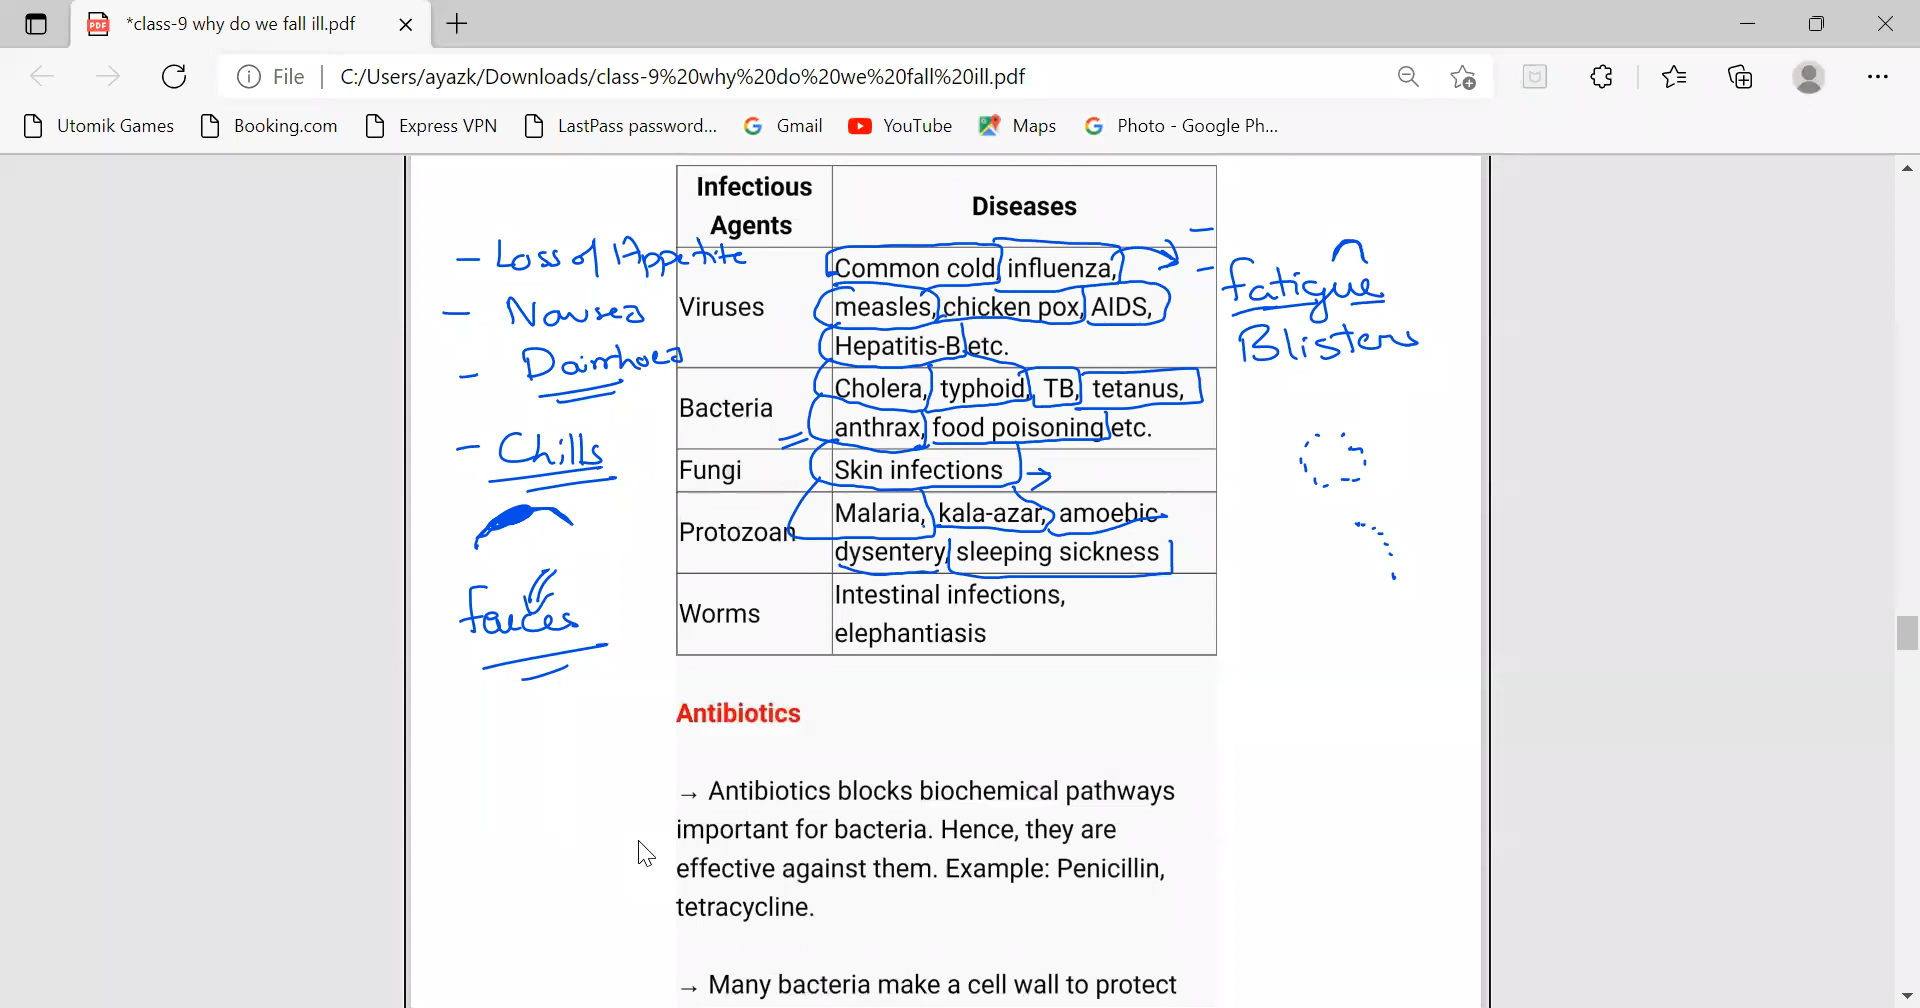 *class-9 why do we fall ill.pdf
File | C:/Users/ayazk/Downloads/class-9%20why%20do%20we%20fall%20ill.pdf
Utomik Games Booking.com Express VPN LastPass password... Gmail YouTube Maps Photo - Google Ph...
Infectious Agents
Diseases
Viruses
Common cold, influenza,
measles, chicken pox, AIDS,
Hepatitis-B etc.
Bacteria
Cholera, typhoid, TB, tetanus,
anthrax, food poisoning etc.
Fungi
Skin infections
Protozoan
Malaria, kala-azar, amoebic
dysentery, sleeping sickness
Worms
Intestinal infections,
elephantiasis
- Loss of Appetite
- Nausea
- Dairrhoea
- Chills
faeces
- fatigue
Blisters
Antibiotics
→ Antibiotics blocks biochemical pathways
important for bacteria. Hence, they are
effective against them. Example: Penicillin,
tetracycline.
→ Many bacteria make a cell wall to protect